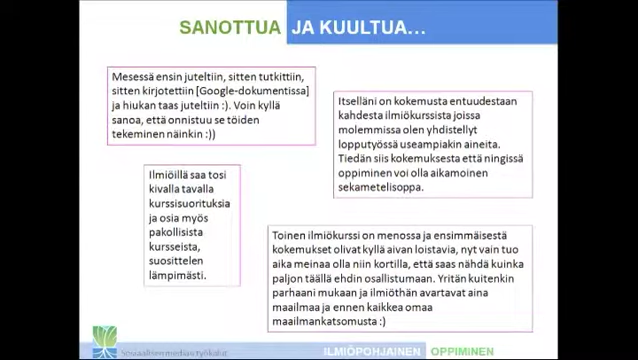 SANOTTUA JA KUULTUA...
Mesessä ensin juteltiin, sitten tutkittiin,
sitten kirjotettiin [Google-dokumentissa]
ja hiukan taas juteltiin :). Voin kyllä
sanoa, että onnistuu se töiden
tekeminen näinkin :))
Itselläni on kokemusta entuudestaan
kahdesta ilmiökurssista joissa
molemmissa olen yhdistellyt
lopputyössä useampiakin aineita.
Tiedän siis kokemuksesta että ningissä
oppiminen voi olla aikamoinen
sekametelisoppa.
Ilmiöillä saa tosi
kivalla tavalla
kurssisuorituksia
ja osia myös
pakollisista
kursseista,
suosittelen
lämpimästi.
Toinen ilmiökurssi on menossa ja ensimmäisestä
kokemukset olivat kyllä aivan loistavia, nyt vain tuo
aika meinaa olla niin kortilla, että saas nähdä kuinka
paljon täällä ehdin osallistumaan. Yritän kuitenkin
parhaani mukaan ja ilmiöthän avartavat aina
maailmaa ja ennen kaikkea omaa
maailmankatsomusta :)
Sosiaalisen median työkalut
ILMIÖPOHJAINEN OPPIMINEN